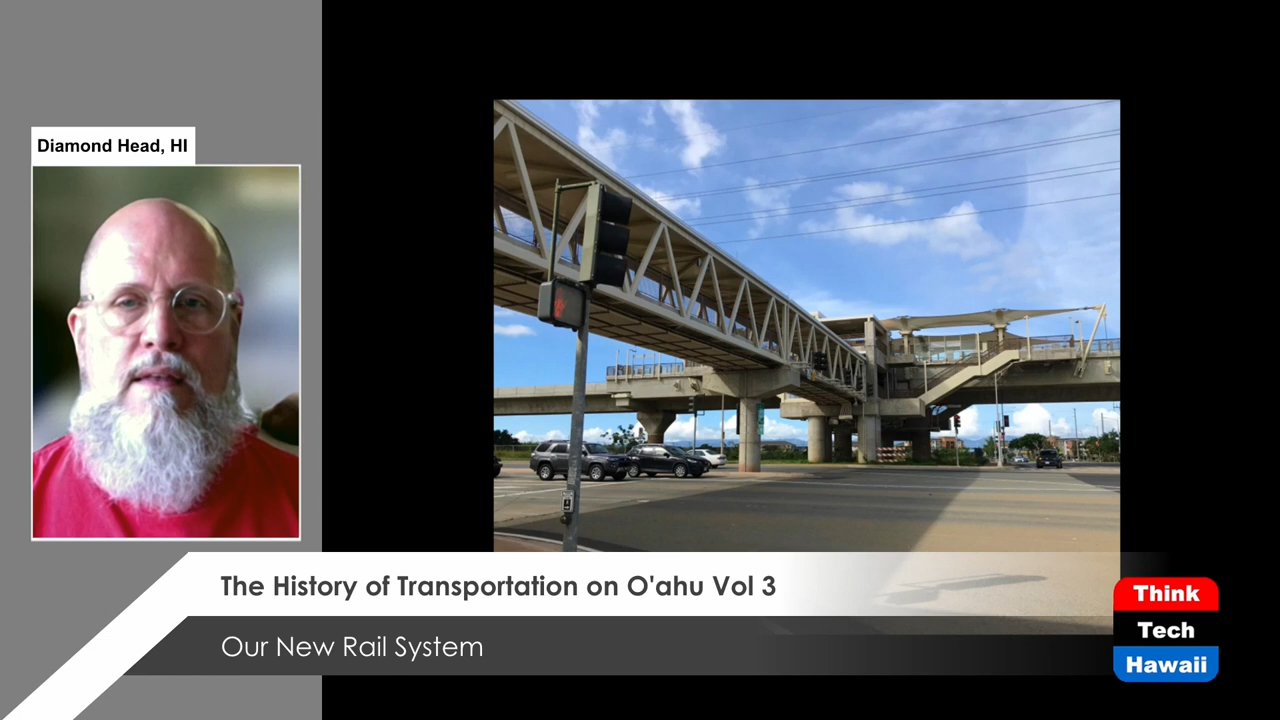 Diamond Head, HI
The History of Transportation on O'ahu Vol 3
Our New Rail System
Think
Tech
Hawaii